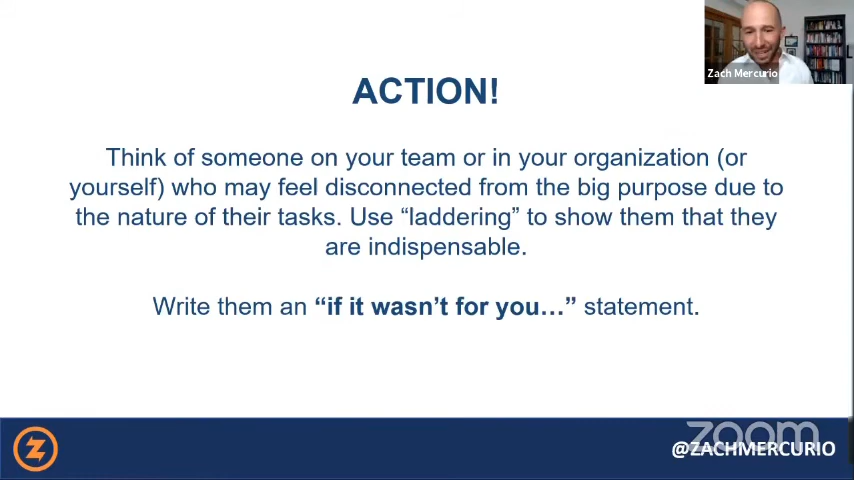 Zach Mercurio
ACTION!
Think of someone on your team or in your organization (or
yourself) who may feel disconnected from the big purpose due to
the nature of their tasks. Use “laddering” to show them that they
are indispensable.
Write them an “if it wasn’t for you…” statement.
zoom
@ZACHMERCURIO